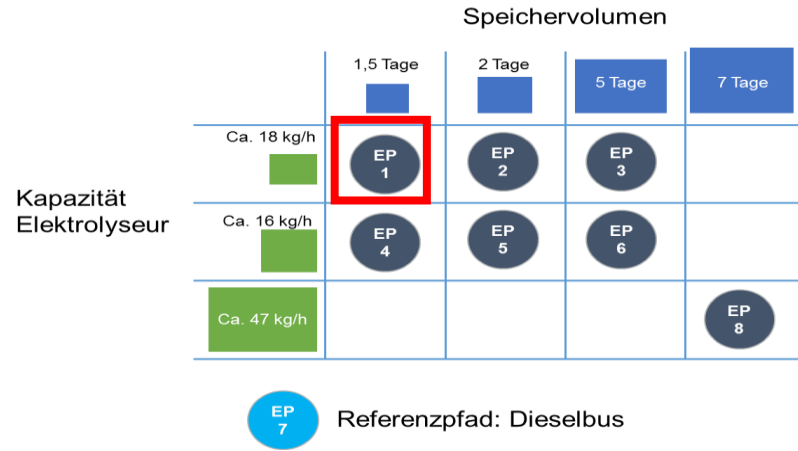 Speichervolumen
1,5 Tage
2 Tage
5 Tage
7 Tage
Kapazität
Elektrolyseur
Ca. 18 kg/h
EP
1
EP
2
EP
3
Ca. 16 kg/h
EP
4
EP
5
EP
6
Ca. 47 kg/h
EP
8
EP
7
Referenzpfad: Dieselbus